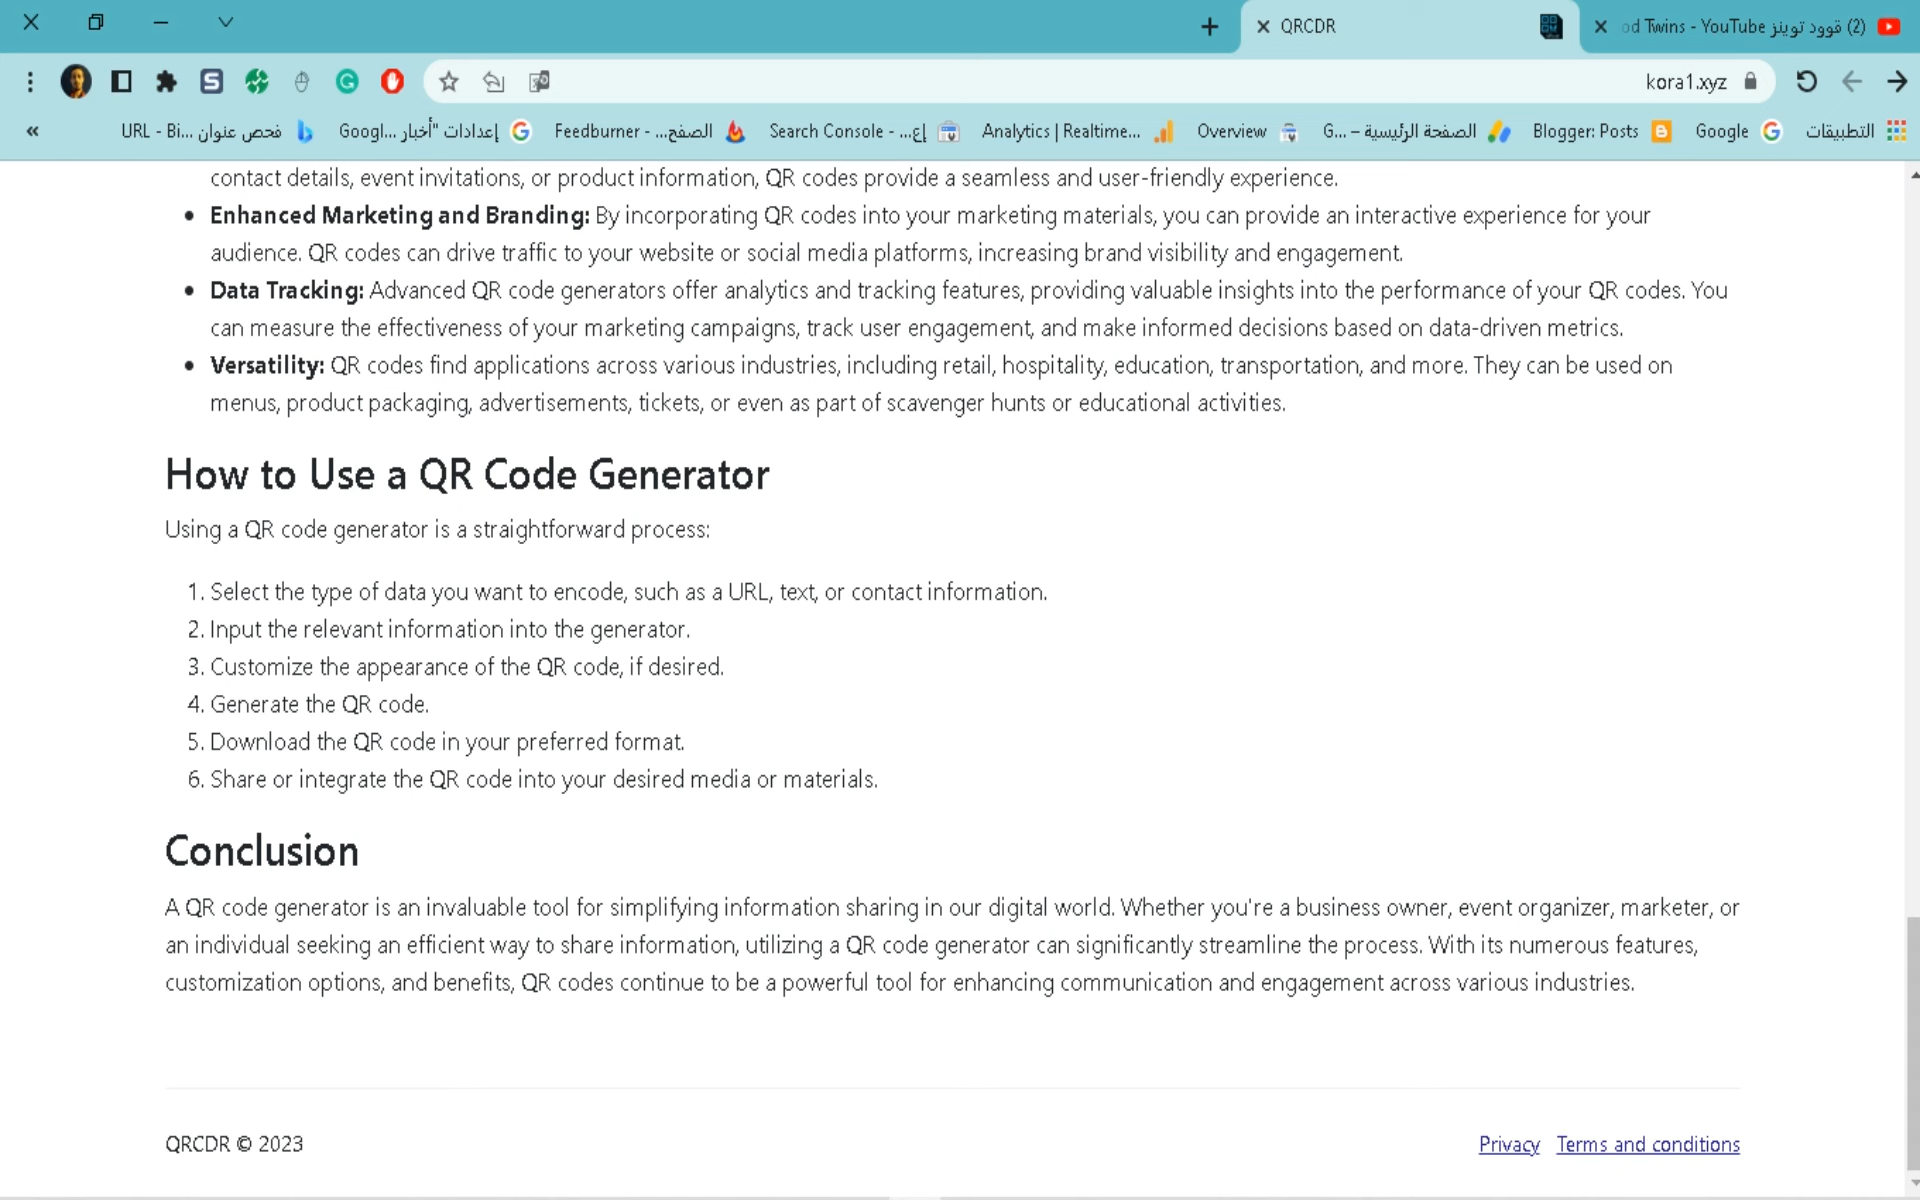 QRCDR
(2) قوود توينز od Twins - YouTube
kora1.xyz
التطبيقات
Google
Blogger: Posts
الصفحة الرئيسية – G...
Overview
Analytics | Realtime...
Search Console - إع...
Feedburner - الصفح...
إعدادات "أخبار Googl...
فحص عنوان URL - Bi...
contact details, event invitations, or product information, QR codes provide a seamless and user-friendly experience.
• Enhanced Marketing and Branding: By incorporating QR codes into your marketing materials, you can provide an interactive experience for your
audience. QR codes can drive traffic to your website or social media platforms, increasing brand visibility and engagement.
• Data Tracking: Advanced QR code generators offer analytics and tracking features, providing valuable insights into the performance of your QR codes. You
can measure the effectiveness of your marketing campaigns, track user engagement, and make informed decisions based on data-driven metrics.
• Versatility: QR codes find applications across various industries, including retail, hospitality, education, transportation, and more. They can be used on
menus, product packaging, advertisements, tickets, or even as part of scavenger hunts or educational activities.
How to Use a QR Code Generator
Using a QR code generator is a straightforward process:
1. Select the type of data you want to encode, such as a URL, text, or contact information.
2. Input the relevant information into the generator.
3. Customize the appearance of the QR code, if desired.
4. Generate the QR code.
5. Download the QR code in your preferred format.
6. Share or integrate the QR code into your desired media or materials.
Conclusion
A QR code generator is an invaluable tool for simplifying information sharing in our digital world. Whether you're a business owner, event organizer, marketer, or
an individual seeking an efficient way to share information, utilizing a QR code generator can significantly streamline the process. With its numerous features,
customization options, and benefits, QR codes continue to be a powerful tool for enhancing communication and engagement across various industries.
QRCDR © 2023
Privacy Terms and conditions